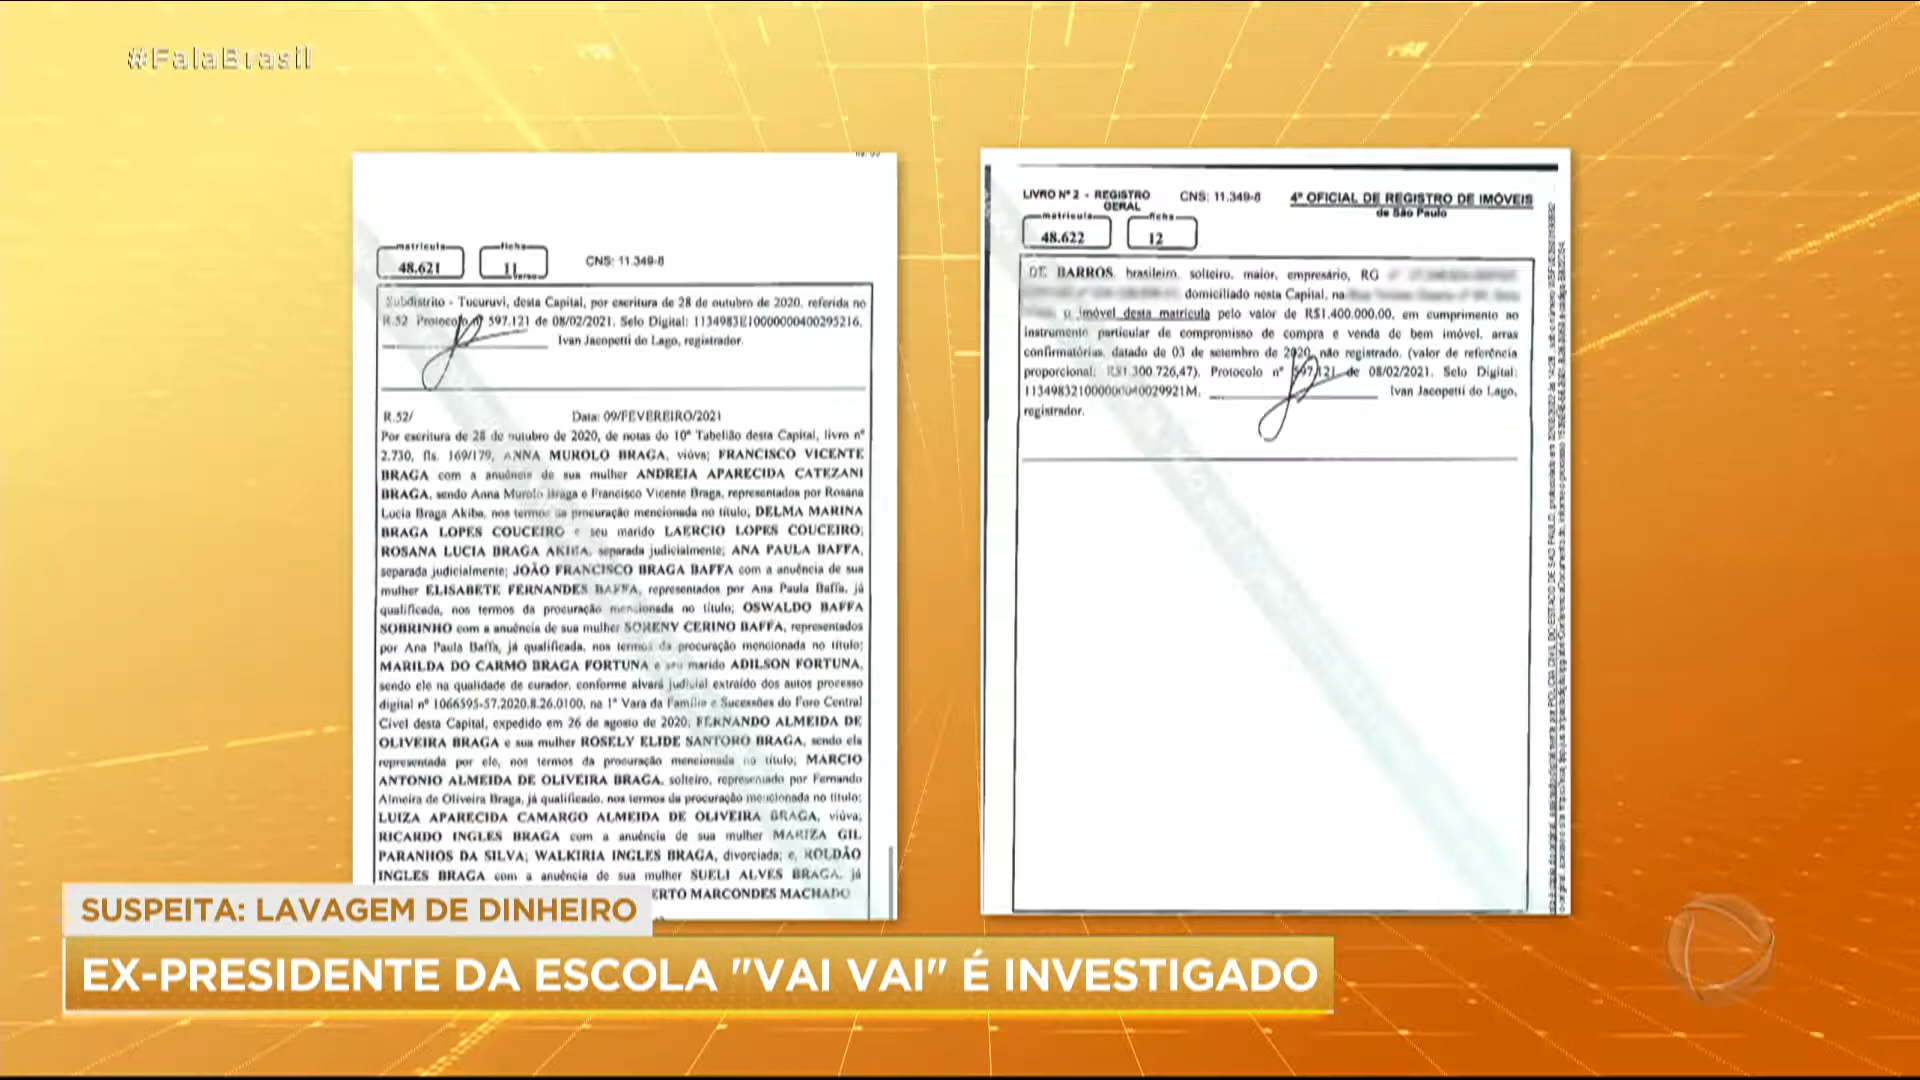 #FalaBrasil
matrícula
48.621
ficha
11
verso
CNS: 11.349-8
Subdistrito - Tucuruvi, desta Capital, por escritura de 28 de outubro de 2020, referida no
R.52 Protocolo nº 597.121 de 08/02/2021. Selo Digital: 1134983E10000000400295216.
Ivan Jacopetti do Lago, registrador.
R.52/ Data: 09/FEVEREIRO/2021
Por escritura de 28 de outubro de 2020, de notas do 10º Tabelião desta Capital, livro nº
2.730, fls. 169/179, ANNA MUROLO BRAGA, viúva; FRANCISCO VICENTE
BRAGA com a anuência de sua mulher ANDREIA APARECIDA CATEZANI
BRAGA, sendo Anna Murolo Braga e Francisco Vicente Braga, representados por Rosana
Lucia Braga Akiba, nos termos da procuração mencionada no título; DELMA MARINA
BRAGA LOPES COUCEIRO e seu marido LAERCIO LOPES COUCEIRO;
ROSANA LUCIA BRAGA AKIBA, separada judicialmente; ANA PAULA BAFFA,
separada judicialmente; JOÃO FRANCISCO BRAGA BAFFA com a anuência de sua
mulher ELISABETE FERNANDES BAFFA, representados por Ana Paula Baffa, já
qualificada, nos termos da procuração mencionada no título; OSWALDO BAFFA
SOBRINHO com a anuência de sua mulher SORENY CERINO BAFFA, representados
por Ana Paula Baffa, já qualificada, nos termos da procuração mencionada no título;
MARILDA DO CARMO BRAGA FORTUNA e seu marido ADILSON FORTUNA,
sendo ele na qualidade de curador, conforme alvará judicial extraído dos autos processo
digital nº 1066595-57.2020.8.26.0100, na 1ª Vara da Família e Sucessões do Foro Central
Cível desta Capital, expedido em 26 de agosto de 2020; FERNANDO ALMEIDA DE
OLIVEIRA BRAGA e sua mulher ROSELY ELIDE SANTORO BRAGA, sendo ela
representada por ele, nos termos da procuração mencionada no título; MARCIO
ANTONIO ALMEIDA DE OLIVEIRA BRAGA, solteiro, representado por Fernando
Almeira de Oliveira Braga, já qualificado, nos termos da procuração mencionada no título;
LUIZA APARECIDA CAMARGO ALMEIDA DE OLIVEIRA BRAGA, viúva;
RICARDO INGLES BRAGA com a anuência de sua mulher MARIZA GIL
PARANHOS DA SILVA; WALKIRIA INGLES BRAGA, divorciada; e, ROLDÃO
INGLES BRAGA com a anuência de sua mulher SUELI ALVES BRAGA, já
ERTO MARCONDES MACHADO
LIVRO Nº 2 - REGISTRO
GERAL
CNS: 11.349-8
4º OFICIAL DE REGISTRO DE IMÓVEIS
de São Paulo
matrícula
48.622
ficha
12
DE BARROS, brasileiro, solteiro, maior, empresário, RG
domiciliado nesta Capital, na
o imóvel desta matrícula pelo valor de R$1.400.000,00, em cumprimento ao
instrumento particular de compromisso de compra e venda de bem imóvel, arras
confirmatórias, datado de 03 de setembro de 2020, não registrado. (valor de referência
proporcional: R$1.300.726,47). Protocolo nº 597.121 de 08/02/2021. Selo Digital:
Ivan Jacopetti do Lago,
registrador.
SUSPEITA: LAVAGEM DE DINHEIRO
EX-PRESIDENTE DA ESCOLA "VAI VAI" É INVESTIGADO